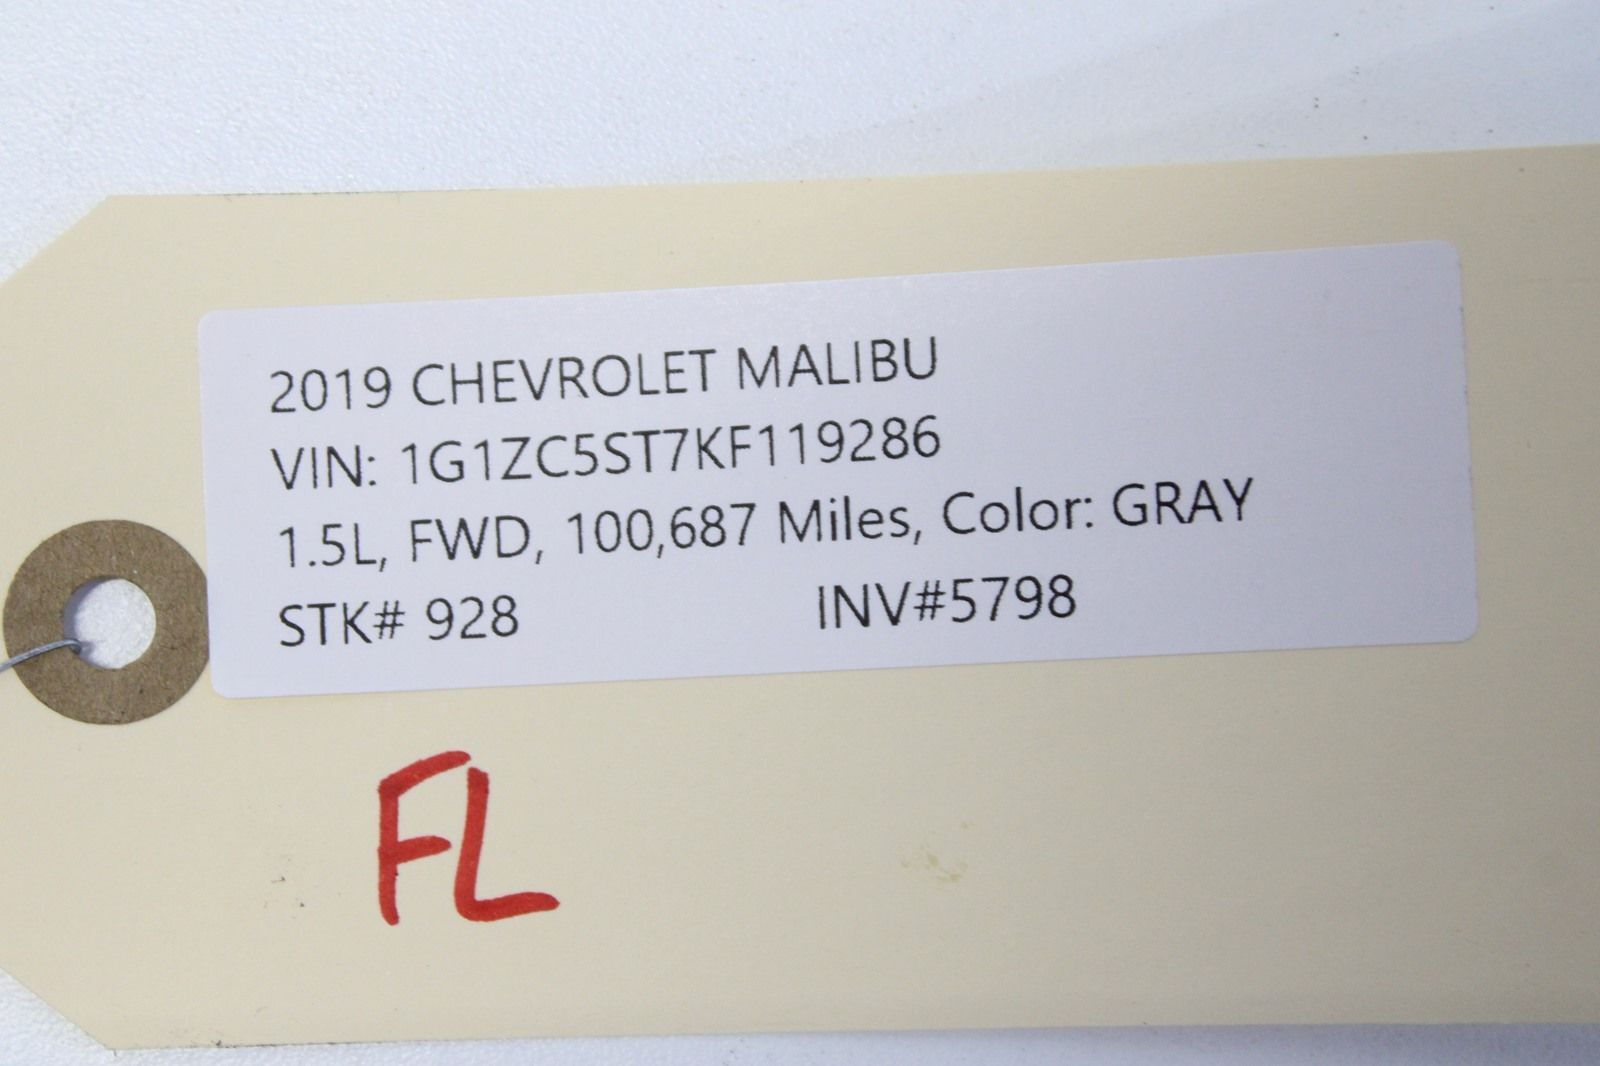 2019 CHEVROLET MALIBU
VIN: 1G1ZC5ST7KF119286
1.5L, FWD, 100,687 Miles, Color: GRAY
STK# 928 INV#5798
FL